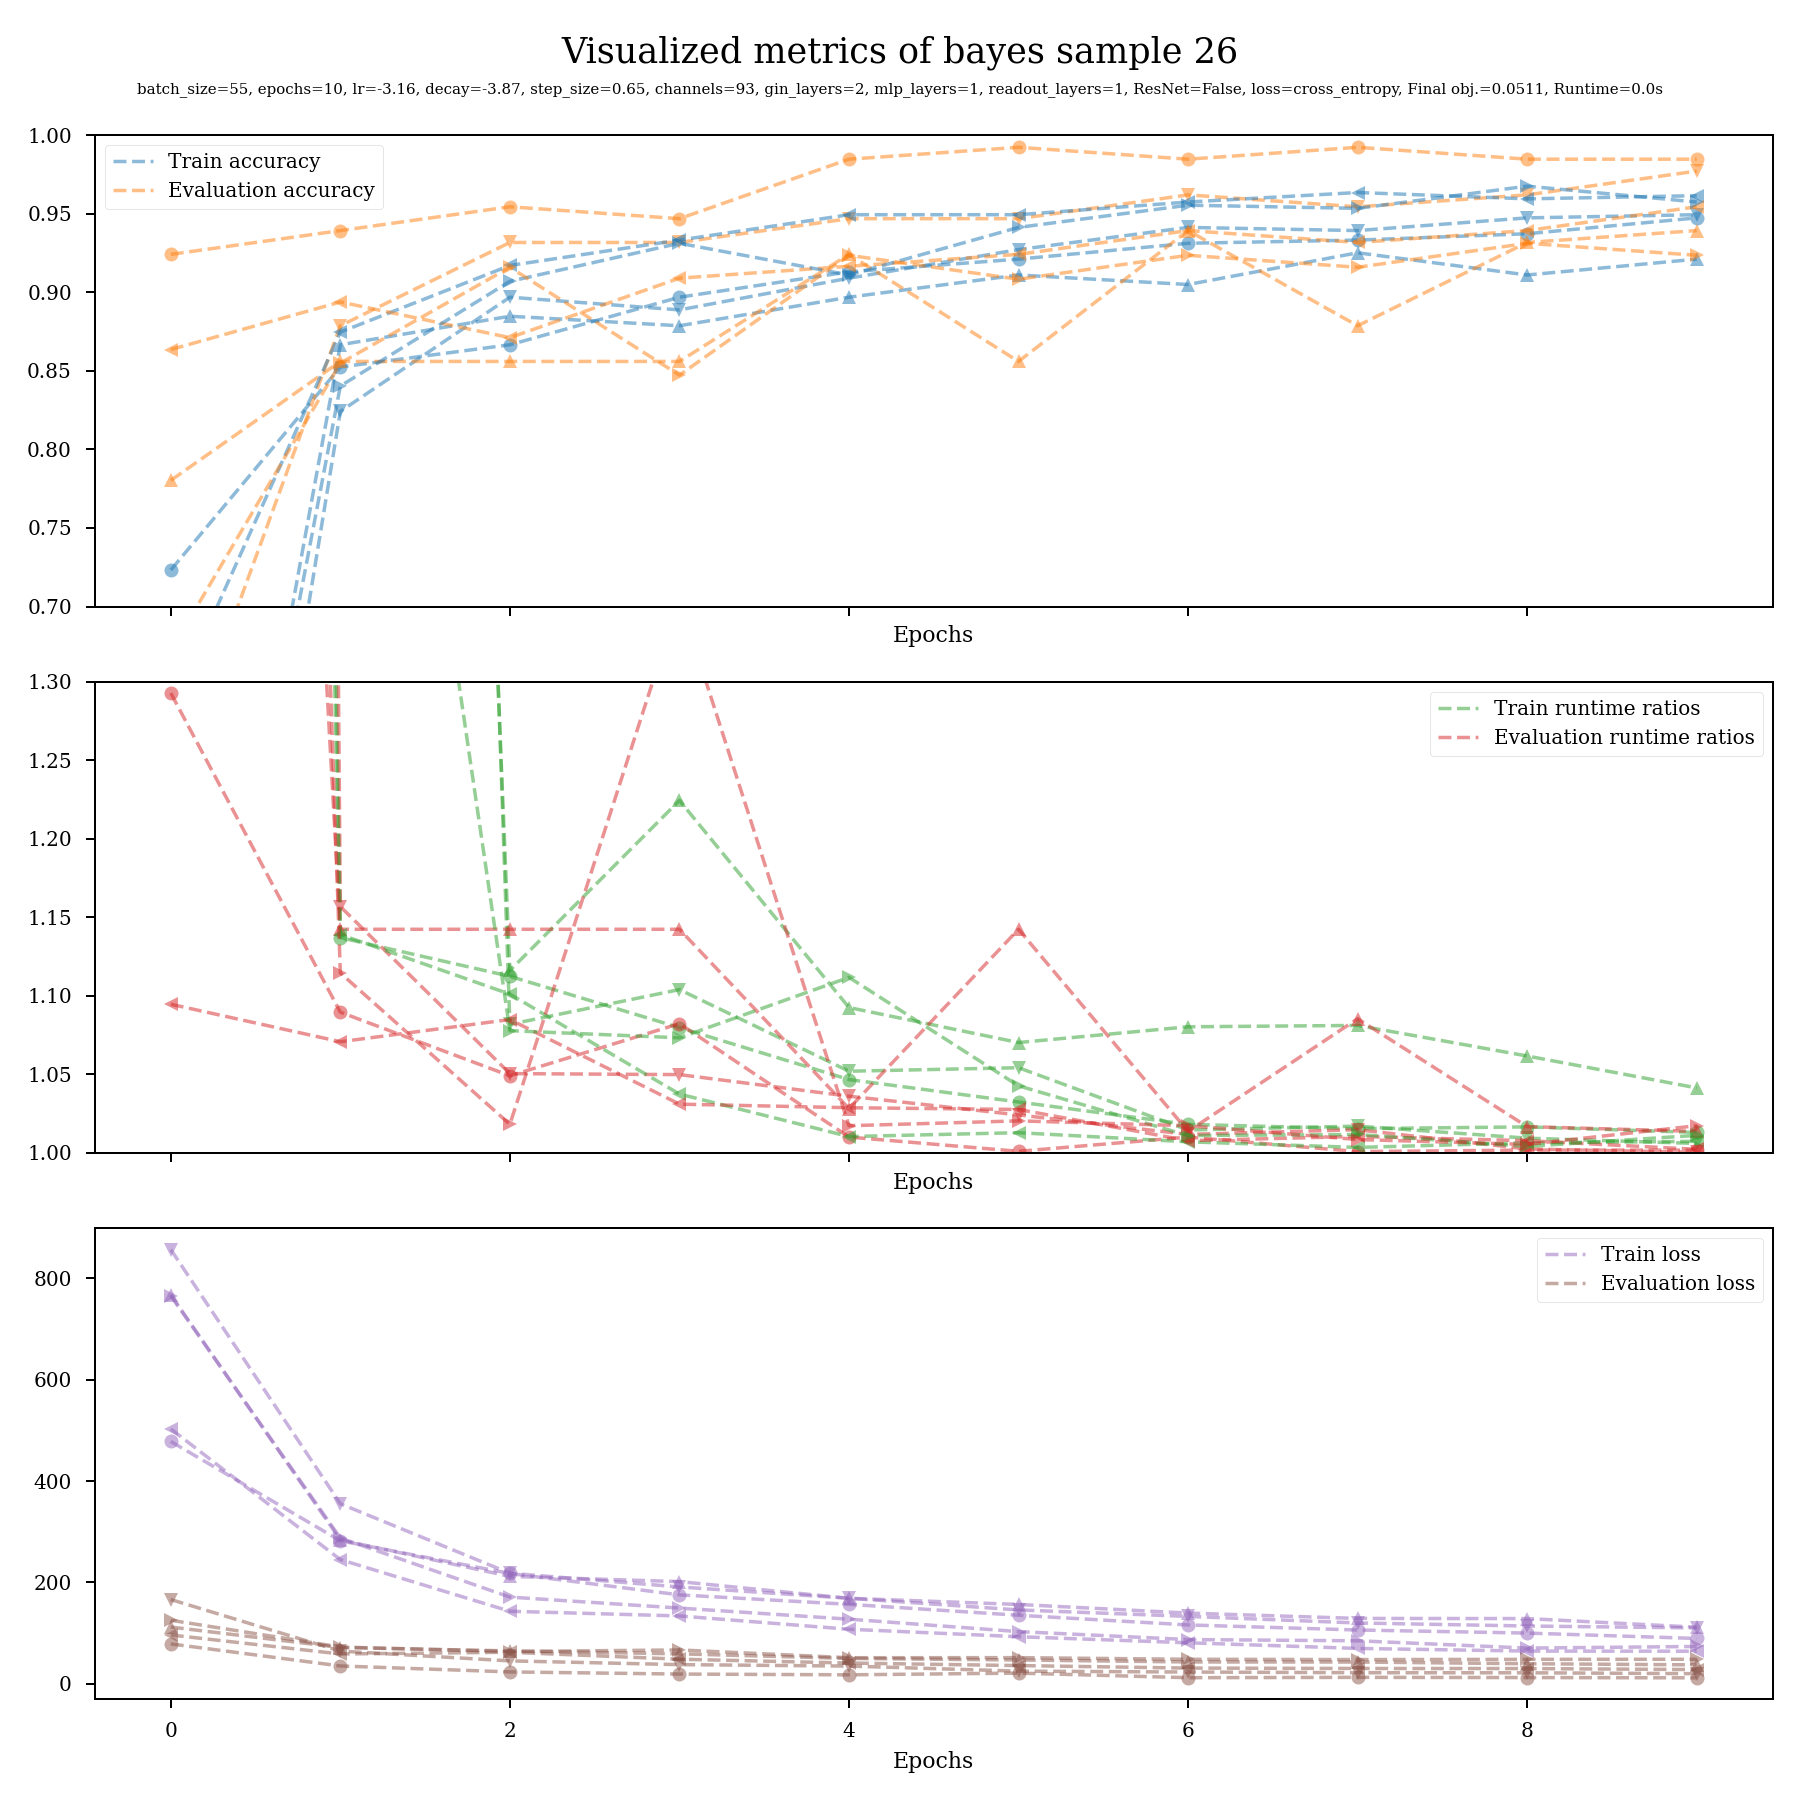 Visualized metrics of bayes sample 26
batch_size=55, epochs=10, lr=-3.16, decay=-3.87, step_size=0.65, channels=93, gin_layers=2, mlp_layers=1, readout_layers=1, ResNet=False, loss=cross_entropy, Final obj.=0.0511, Runtime=0.0s
1.00
0.95
0.90
0.85
0.80
0.75
0.70
Train accuracy
Evaluation accuracy
Epochs
1.30
1.25
1.20
1.15
1.10
1.05
1.00
Train runtime ratios
Evaluation runtime ratios
Epochs
800
600
400
200
0
Train loss
Evaluation loss
0 2 4 6 8
Epochs